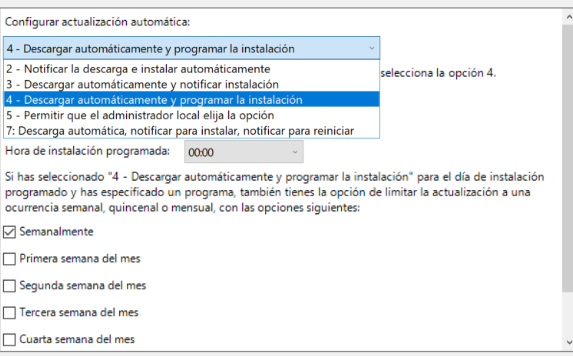 Configurar actualización automática:
4 - Descargar automáticamente y programar la instalación
2 - Notificar la descarga e instalar automáticamente
3 - Descargar automáticamente y notificar instalación
selecciona la opción 4.
4 - Descargar automáticamente y programar la instalación
5 - Permitir que el administrador local elija la opción
7: Descarga automática, notificar para instalar, notificar para reiniciar
Hora de instalación programada: 00:00
Si has seleccionado "4 - Descargar automáticamente y programar la instalación" para el día de instalación
programado y has especificado un programa, también tienes la opción de limitar la actualización a una
ocurrencia semanal, quincenal o mensual, con las opciones siguientes:
Semanalmente
Primera semana del mes
Segunda semana del mes
Tercera semana del mes
Cuarta semana del mes